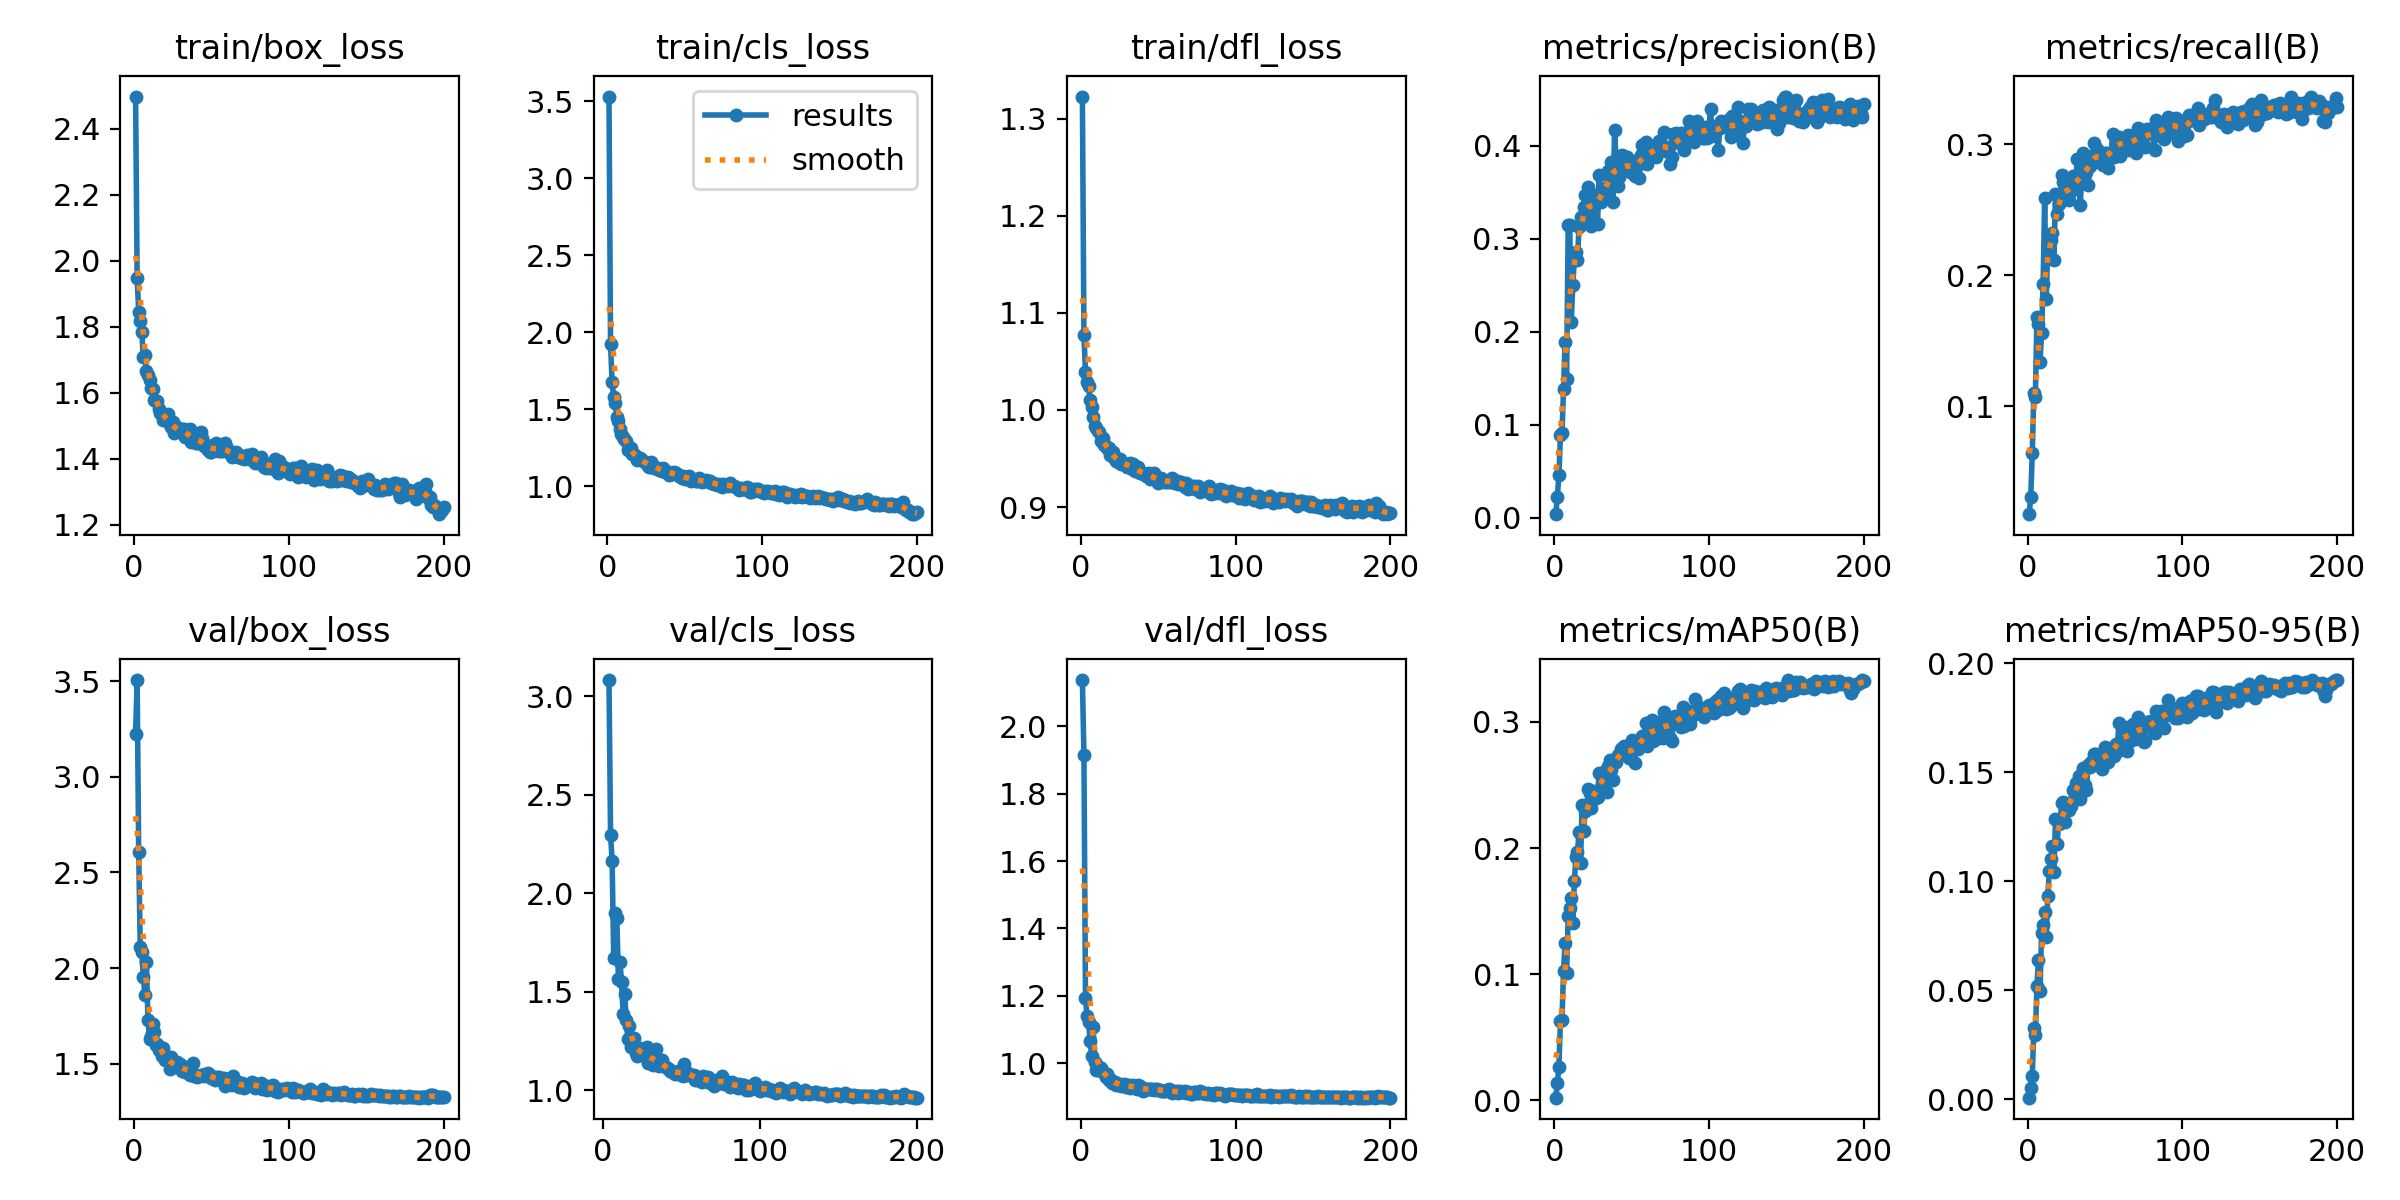 train/box_loss
2.4
2.2
2.0
1.8
1.6
1.4
1.2
0 100 200
train/cls_loss
results
smooth
3.5
3.0
2.5
2.0
1.5
1.0
0 100 200
train/dfl_loss
1.3
1.2
1.1
1.0
0.9
0 100 200
metrics/precision(B)
0.4
0.3
0.2
0.1
0.0
0 100 200
metrics/recall(B)
0.3
0.2
0.1
0 100 200
val/box_loss
3.5
3.0
2.5
2.0
1.5
0 100 200
val/cls_loss
3.0
2.5
2.0
1.5
1.0
0 100 200
val/dfl_loss
2.0
1.8
1.6
1.4
1.2
1.0
0 100 200
metrics/mAP50(B)
0.3
0.2
0.1
0.0
0 100 200
metrics/mAP50-95(B)
0.20
0.15
0.10
0.05
0.00
0 100 200